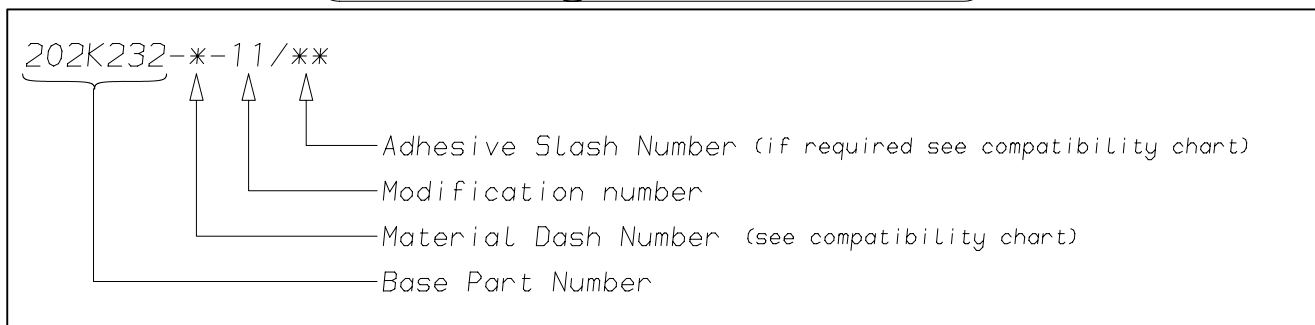 202K232-*-11/**
Adhesive Slash Number (if required see compatibility chart)
Modification number
Material Dash Number (see compatibility chart)
Base Part Number